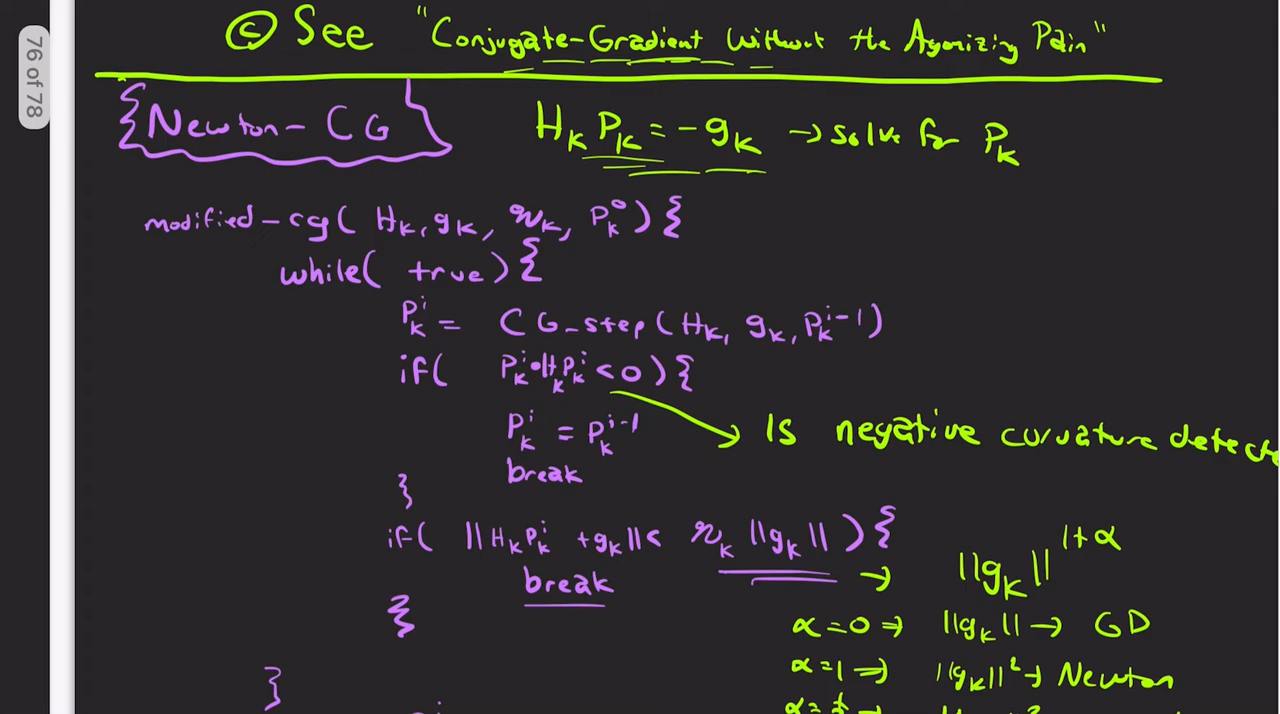 76 of 78
© See "Conjugate-Gradient Without the Agonizing Pain"
{Newton-CG
H_k P_k = -g_k → solve for P_k
modified-cg( H_k, g_k, η_k, P_k^0 ) {
while( true ) {
P_k^i = CG-step( H_k, g_k, P_k^{i-1} )
if( P_k^i • H_k P_k^i < 0 ) {
P_k^i = P_k^{i-1}
→ Is negative curvature detecte
break
}
if( ||H_k P_k^i + g_k|| < η_k ||g_k|| ) {
→ ||g_k||^{1+α}
break
}
α=0 ⇒ ||g_k|| → GD
α=1 ⇒ ||g_k||² → Newton
}